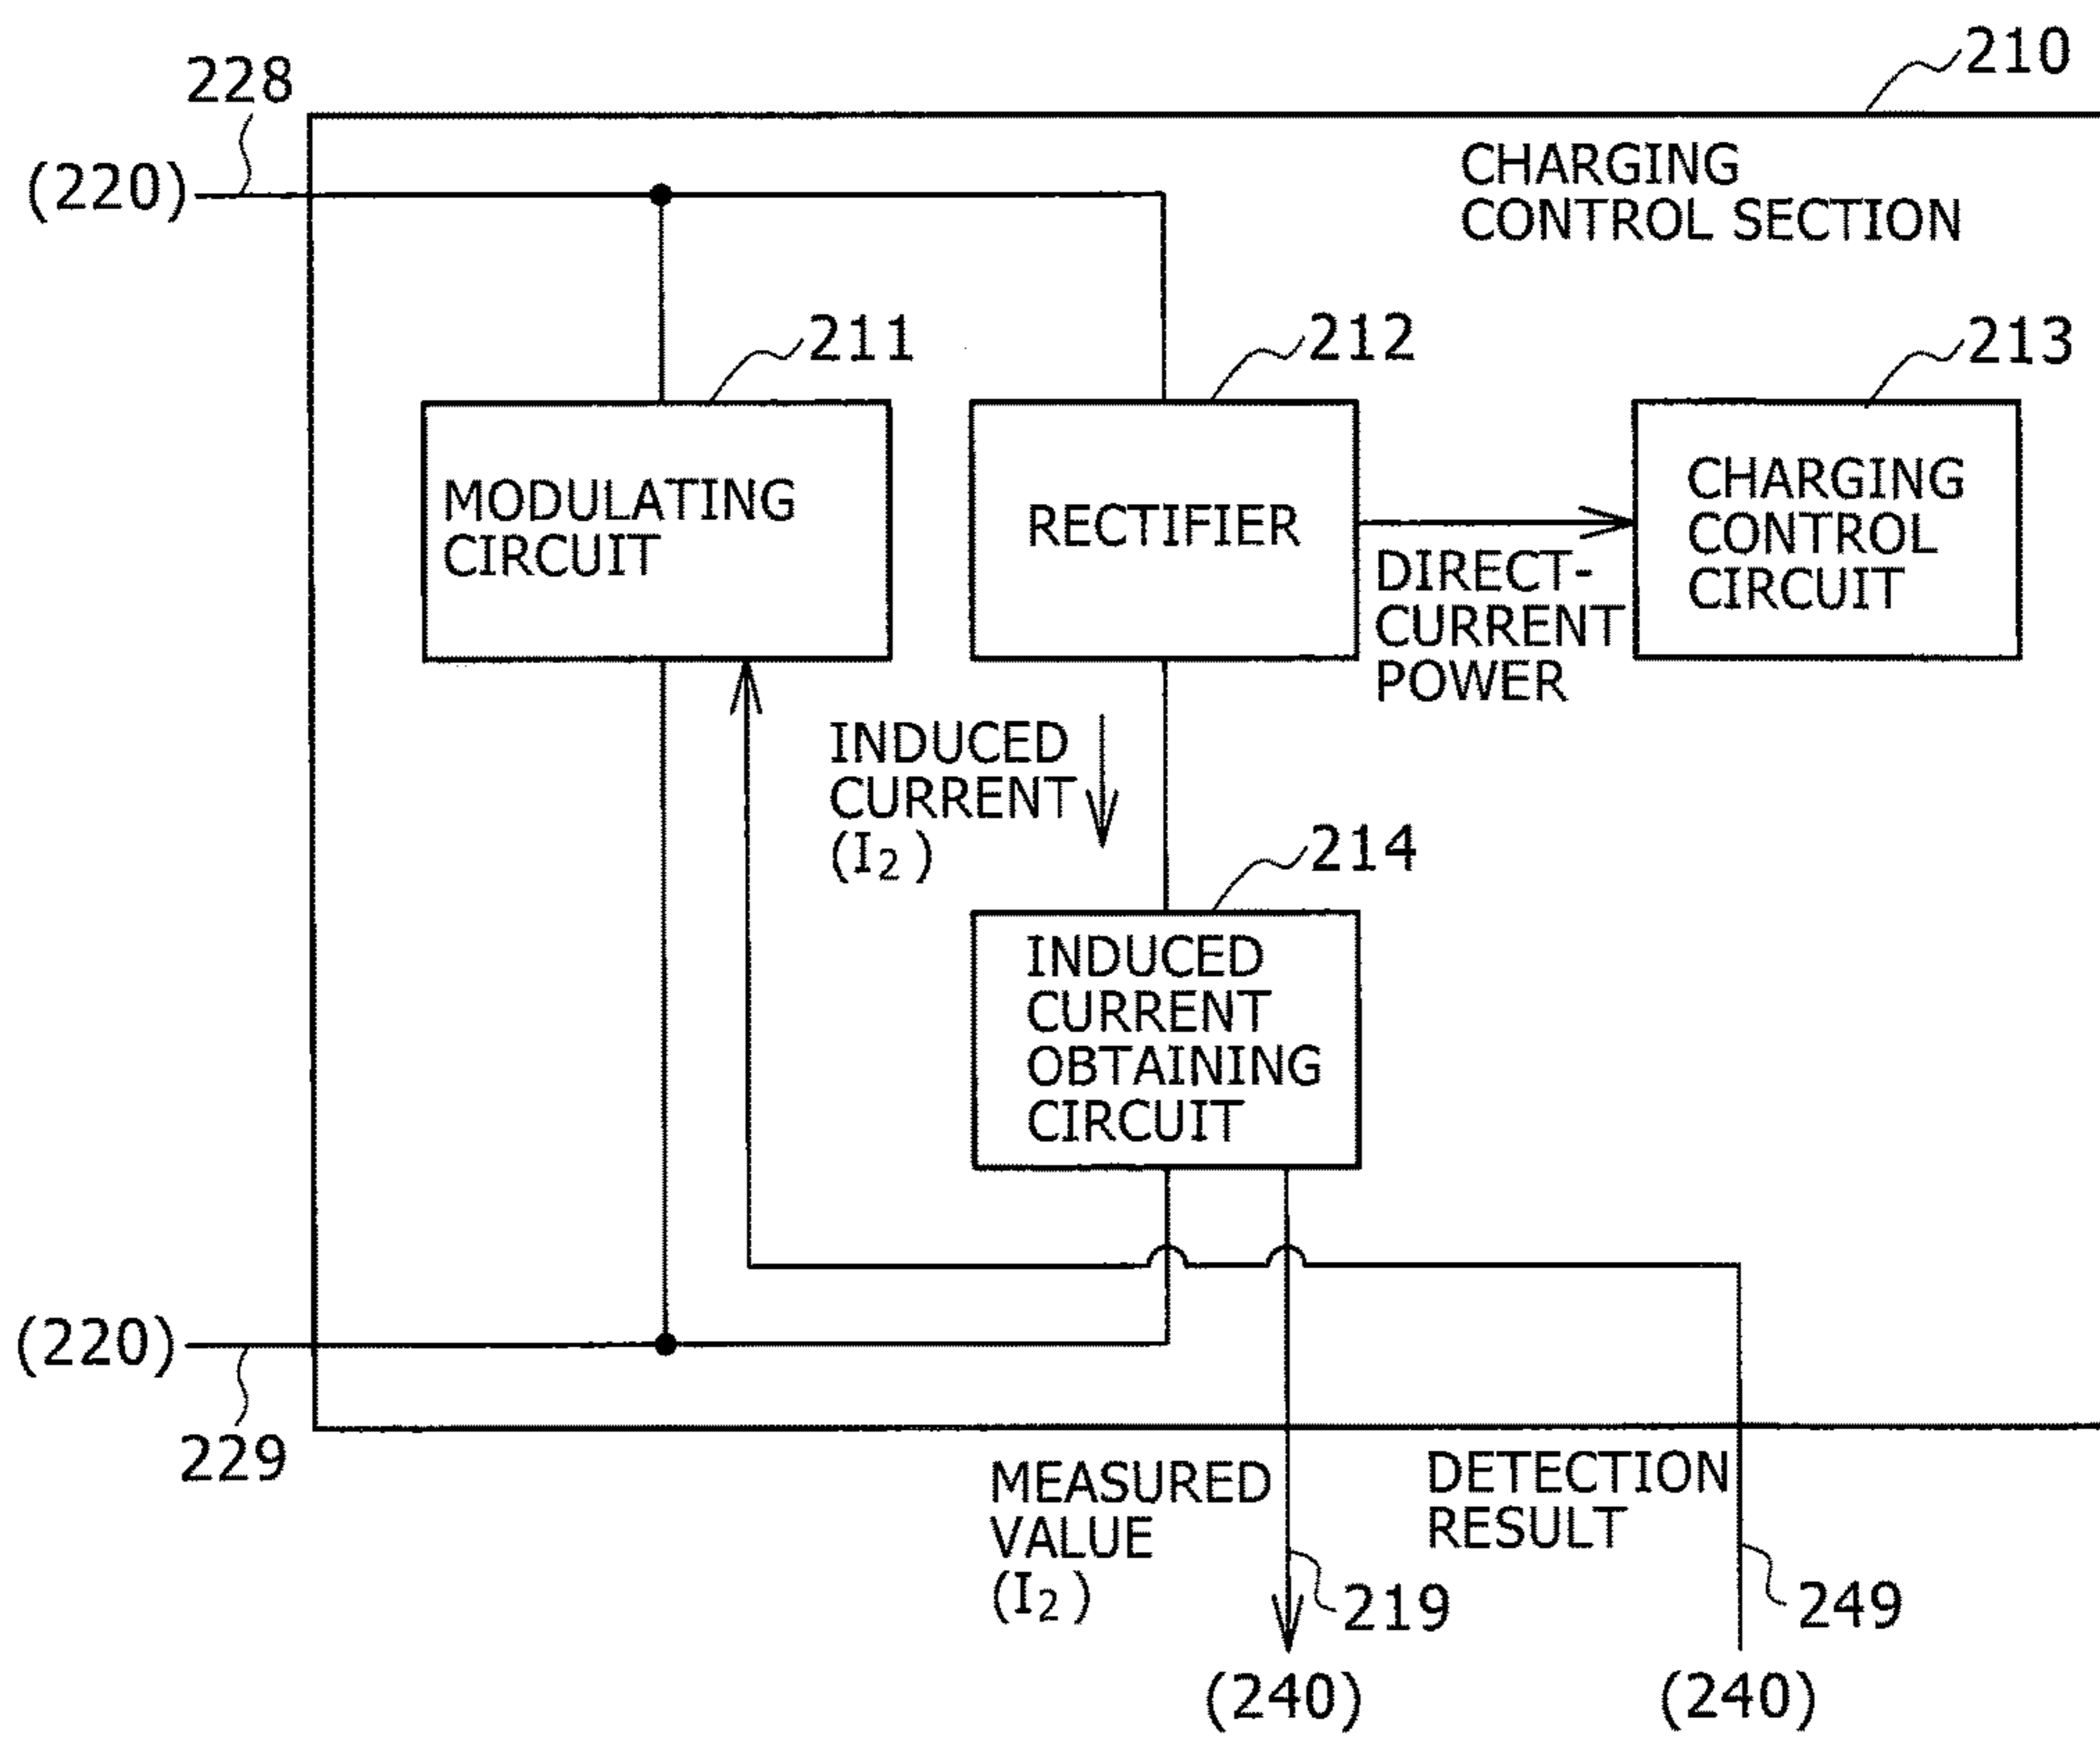 210
228
(220)
CHARGING
CONTROL SECTION
211
212
213
MODULATING
CIRCUIT
RECTIFIER
CHARGING
CONTROL
CIRCUIT
DIRECT-
CURRENT
POWER
INDUCED
CURRENT
(I₂)
214
INDUCED
CURRENT
OBTAINING
CIRCUIT
(220)
229
MEASURED
VALUE
(I₂)
DETECTION
RESULT
219
249
(240)
(240)